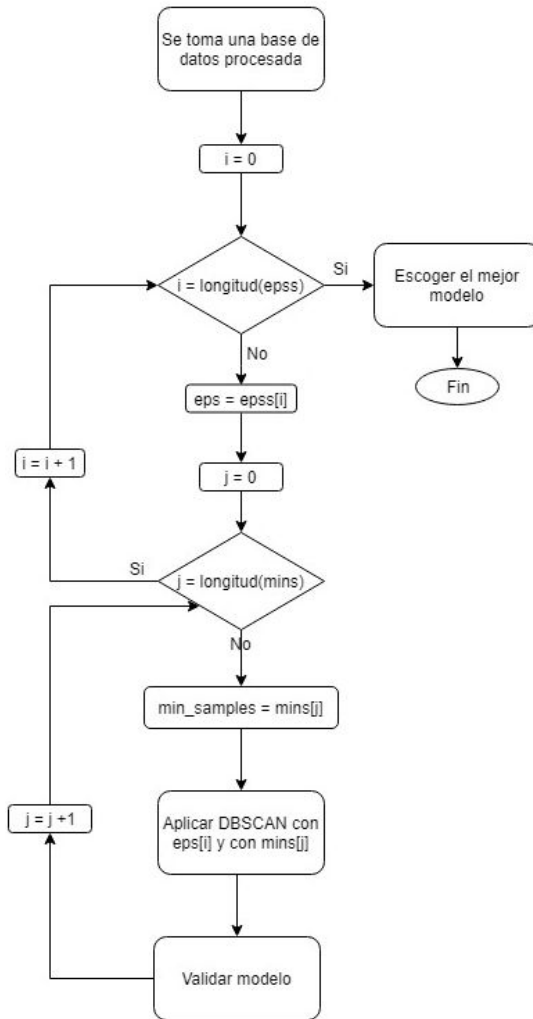 Se toma una base de
datos procesada
i = 0
i = longitud(epss)
Si
Escoger el mejor
modelo
Fin
No
eps = epss[i]
i = i + 1
j = 0
Si
j = longitud(mins)
No
min_samples = mins[j]
Aplicar DBSCAN con
eps[i] y con mins[j]
j = j +1
Validar modelo